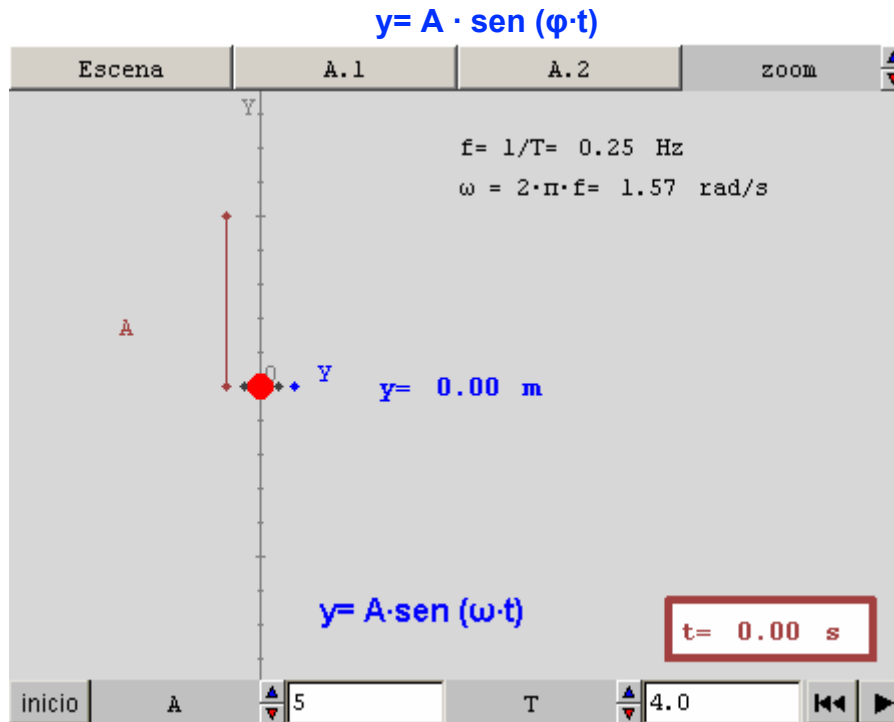 y= A · sen (φ·t)
Escena A.1 A.2 zoom
Y
f= 1/T= 0.25 Hz
ω = 2·π·f= 1.57 rad/s
A
O Y
y= 0.00 m
y= A·sen (ω·t)
t= 0.00 s
inicio A 5 T 4.0